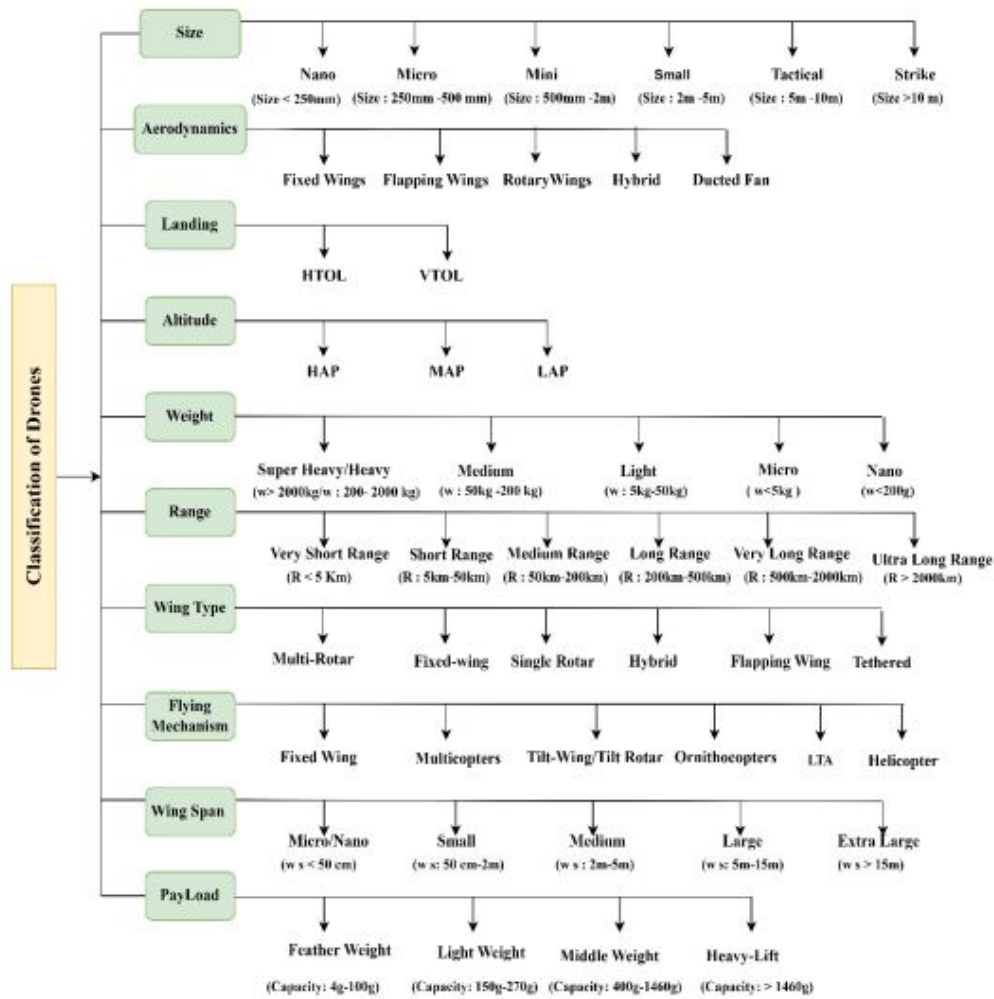 Classification of Drones
Size
Nano
(Size < 250mm)
Micro
(Size : 250mm -500 mm)
Mini
(Size : 500mm -2m)
Small
(Size : 2m -5m)
Tactical
(Size : 5m -10m)
Strike
(Size >10 m)
Aerodynamics
Fixed Wings
Flapping Wings
RotaryWings
Hybrid
Ducted Fan
Landing
HTOL
VTOL
Altitude
HAP
MAP
LAP
Weight
Super Heavy/Heavy
(w> 2000kg/w : 200- 2000 kg)
Medium
(w : 50kg -200 kg)
Light
(w : 5kg-50kg)
Micro
( w<5kg )
Nano
(w<200g)
Range
Very Short Range
(R < 5 Km)
Short Range
(R : 5km-50km)
Medium Range
(R : 50km-200km)
Long Range
(R : 200km-500km)
Very Long Range
(R : 500km-2000km)
Ultra Long Range
(R > 2000km)
Wing Type
Multi-Rotar
Fixed-wing
Single Rotar
Hybrid
Flapping Wing
Tethered
Flying
Mechanism
Fixed Wing
Multicopters
Tilt-Wing/Tilt Rotar
Ornithocopters
LTA
Helicopter
Wing Span
Micro/Nano
(w s < 50 cm)
Small
(w s: 50 cm-2m)
Medium
(w s : 2m-5m)
Large
(w s: 5m-15m)
Extra Large
(w s > 15m)
PayLoad
Feather Weight
(Capacity: 4g-100g)
Light Weight
(Capacity: 150g-270g)
Middle Weight
(Capacity: 400g-1460g)
Heavy-Lift
(Capacity: > 1460g)